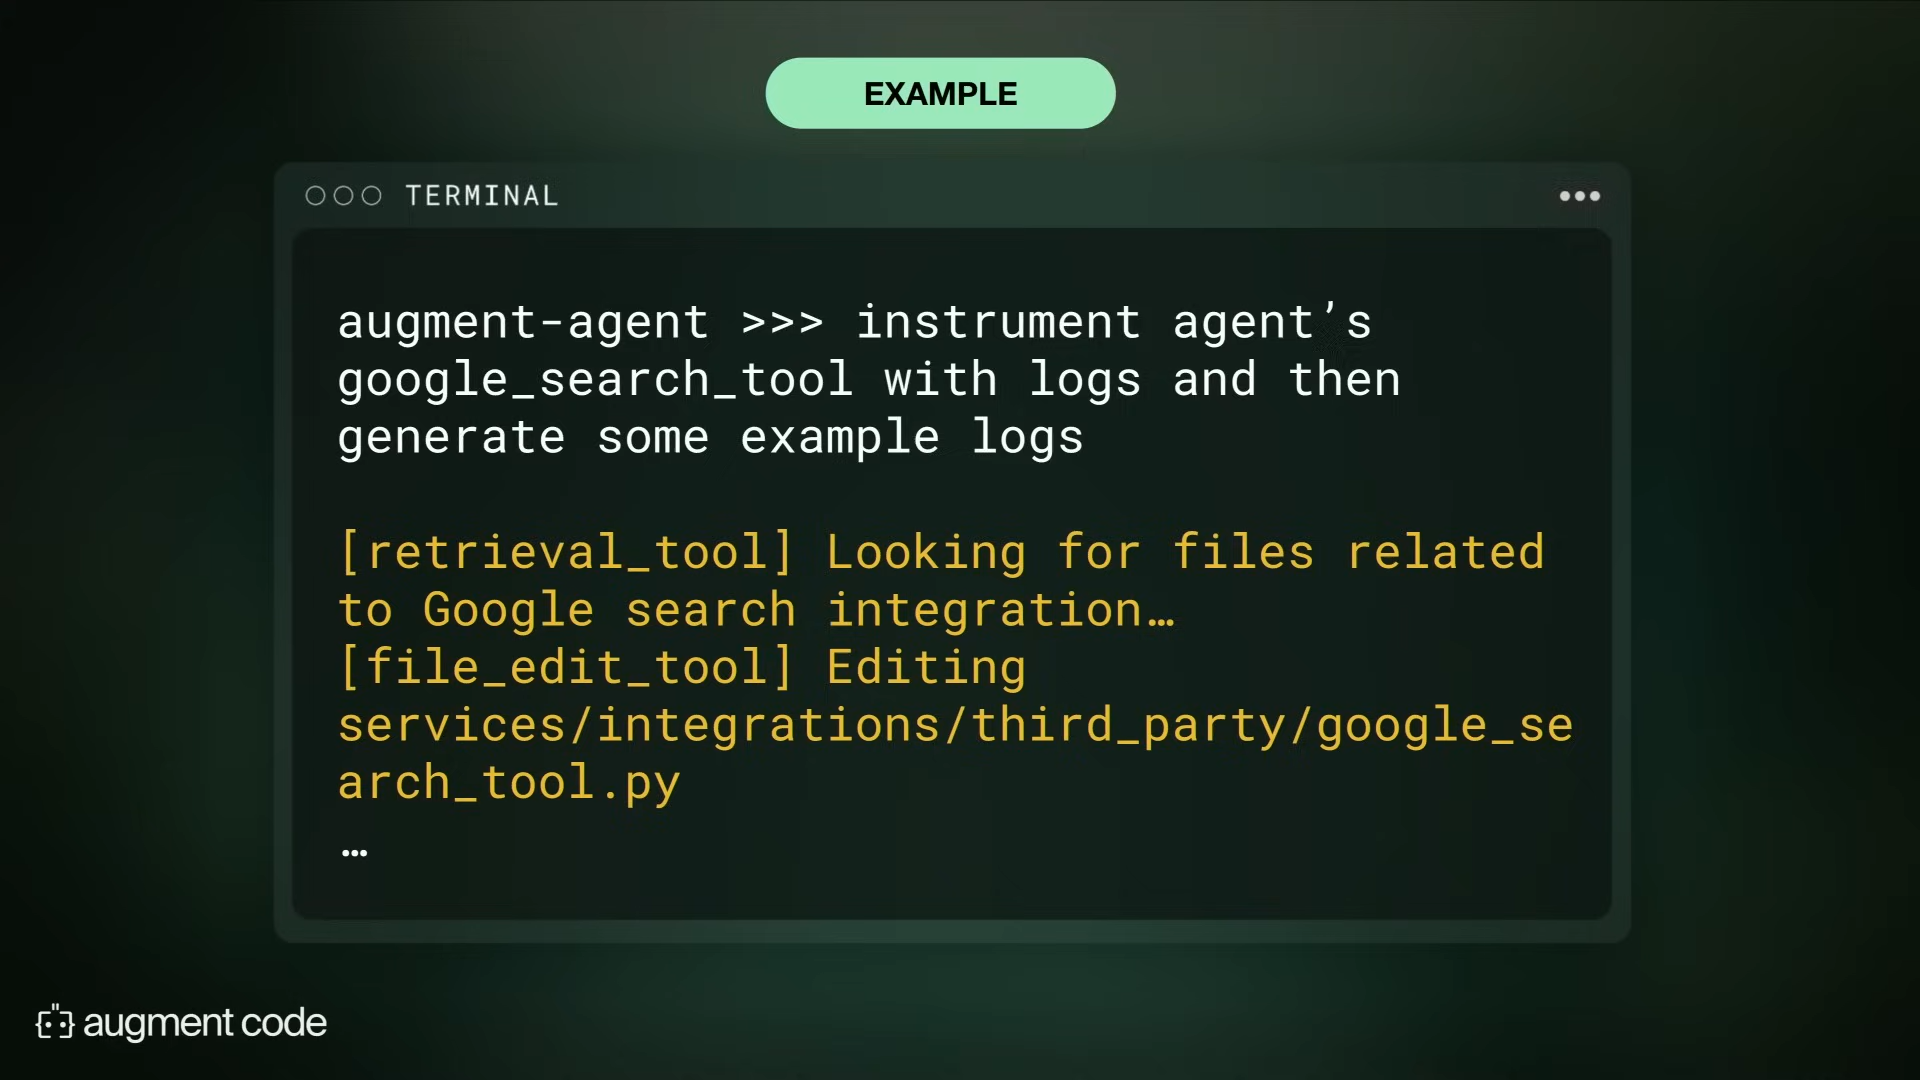 EXAMPLE
TERMINAL
augment-agent >>> instrument agent’s
google_search_tool with logs and then
generate some example logs
[retrieval_tool] Looking for files related
to Google search integration…
[file_edit_tool] Editing
services/integrations/third_party/google_se
arch_tool.py
…
augment code